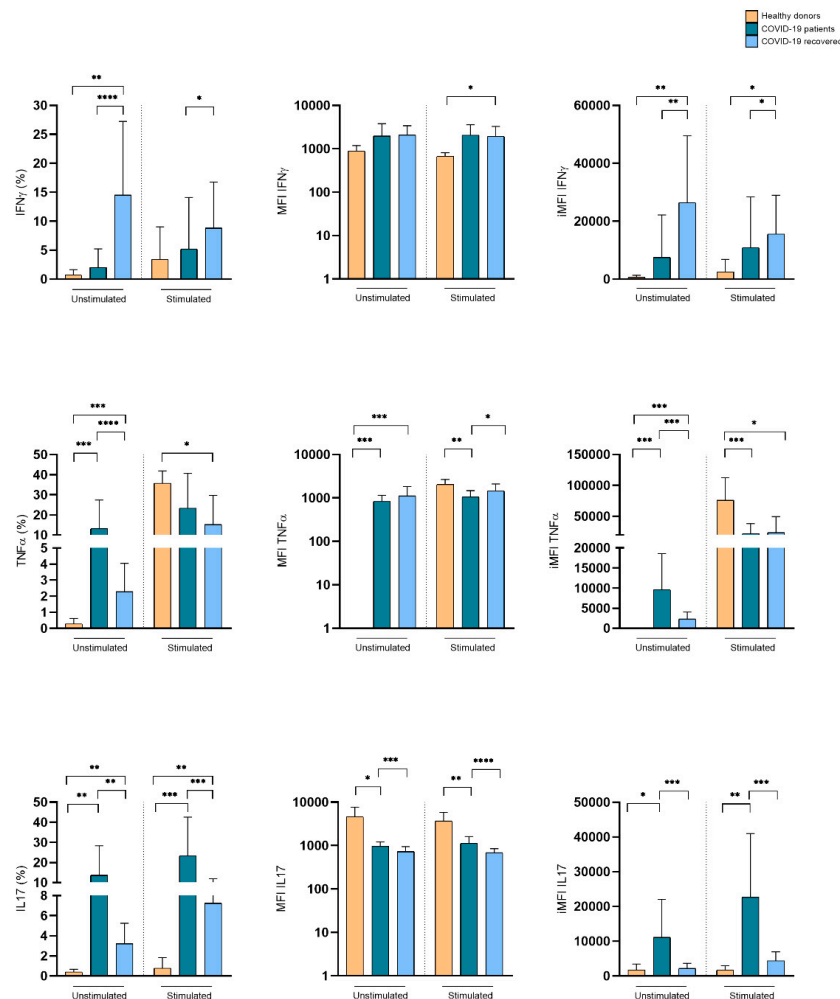 Healthy donors
COVID-19 patients
COVID-19 recovered
** **** *
IFNγ (%)
30
25
20
15
10
5
0
Unstimulated Stimulated
*
MFI IFNγ
10000
1000
100
10
1
Unstimulated Stimulated
** ** * *
iMFI IFNγ
60000
40000
20000
0
Unstimulated Stimulated
*** *** **** *
TNFα (%)
50
40
30
20
10
5
4
3
2
1
0
Unstimulated Stimulated
*** *** ** *
MFI TNFα
10000
1000
100
10
1
Unstimulated Stimulated
*** *** *** *** *
iMFI TNFα
150000
100000
50000
20000
15000
10000
5000
0
Unstimulated Stimulated
** ** ** ** *** ***
IL17 (%)
50
40
30
20
10
8
6
4
2
0
Unstimulated Stimulated
* *** ** ****
MFI IL17
10000
1000
100
10
1
Unstimulated Stimulated
* *** ** ***
iMFI IL17
50000
40000
30000
20000
10000
0
Unstimulated Stimulated